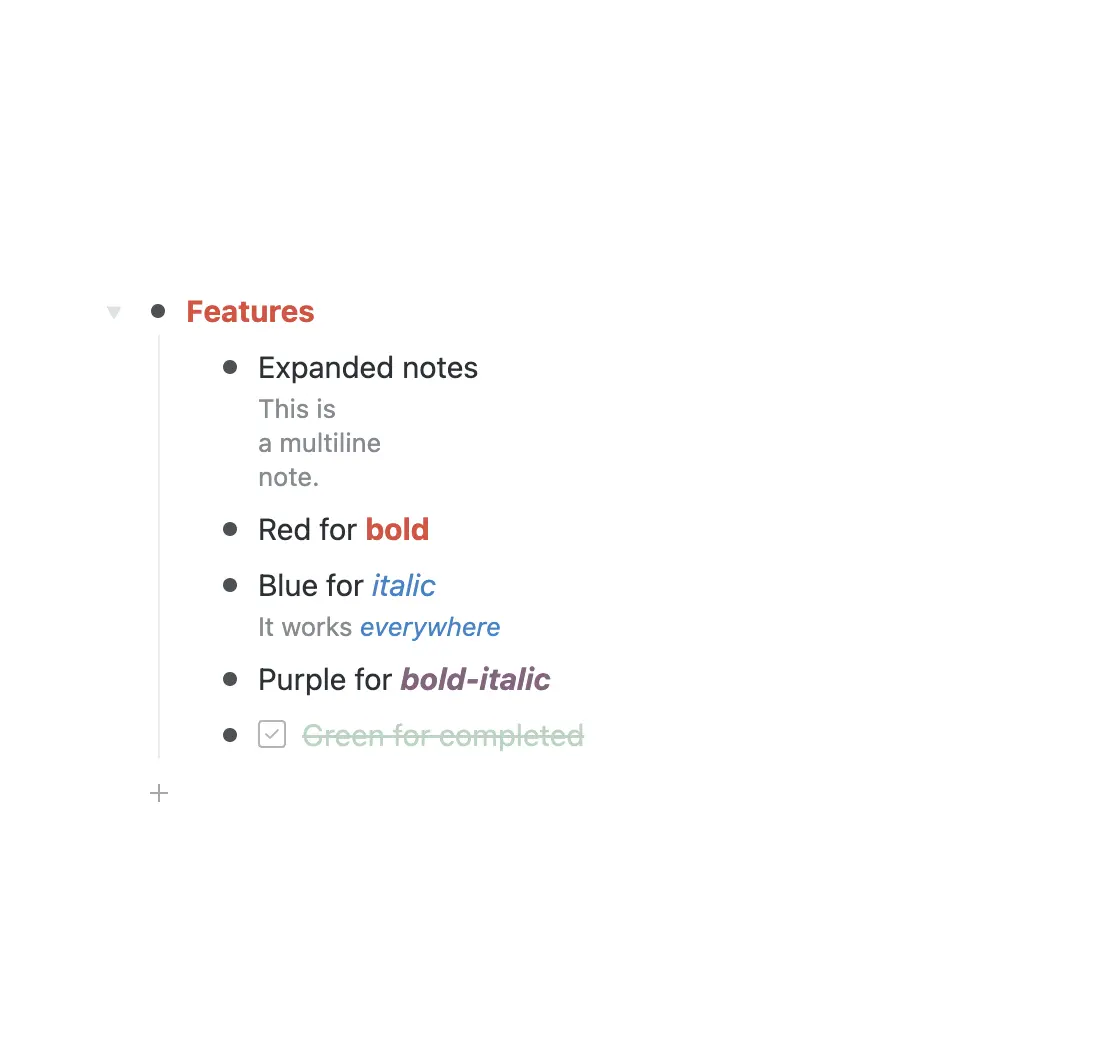 Features
Expanded notes
This is
a multiline
note.
Red for bold
Blue for italic
It works everywhere
Purple for bold-italic
Green for completed